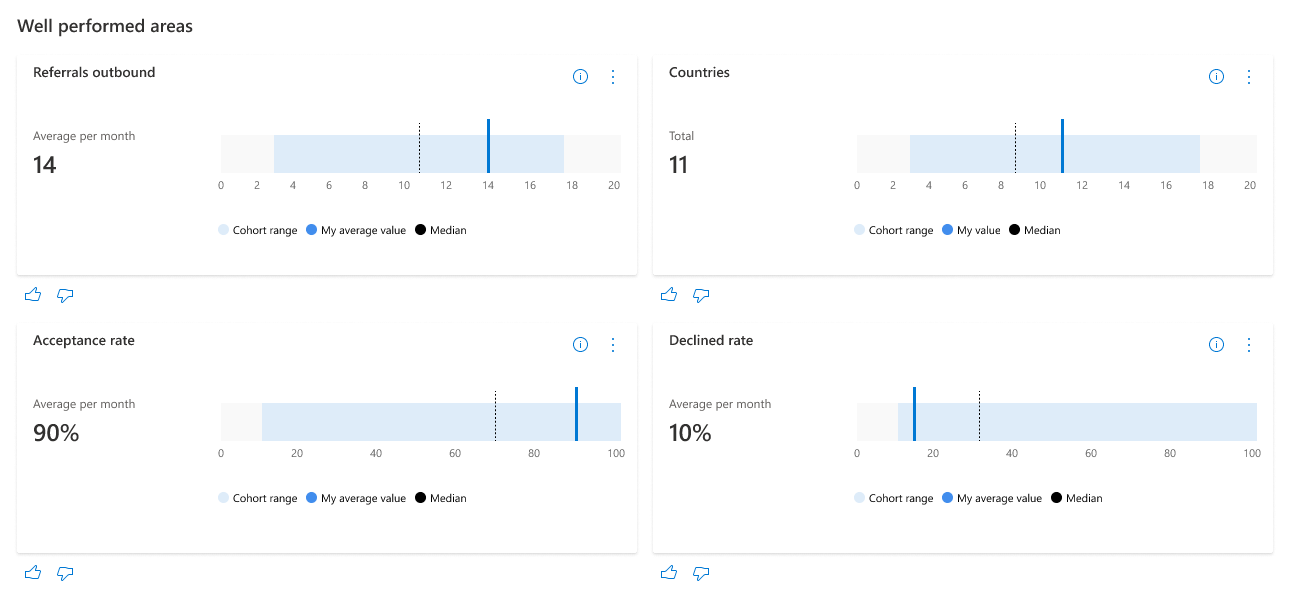 Well performed areas
Referrals outbound
Average per month
14
0 2 4 6 8 10 12 14 16 18 20
Cohort range My average value Median
Countries
Total
11
0 2 4 6 8 10 12 14 16 18 20
Cohort range My value Median
Acceptance rate
Average per month
90%
0 20 40 60 80 100
Cohort range My average value Median
Declined rate
Average per month
10%
0 20 40 60 80 100
Cohort range My average value Median